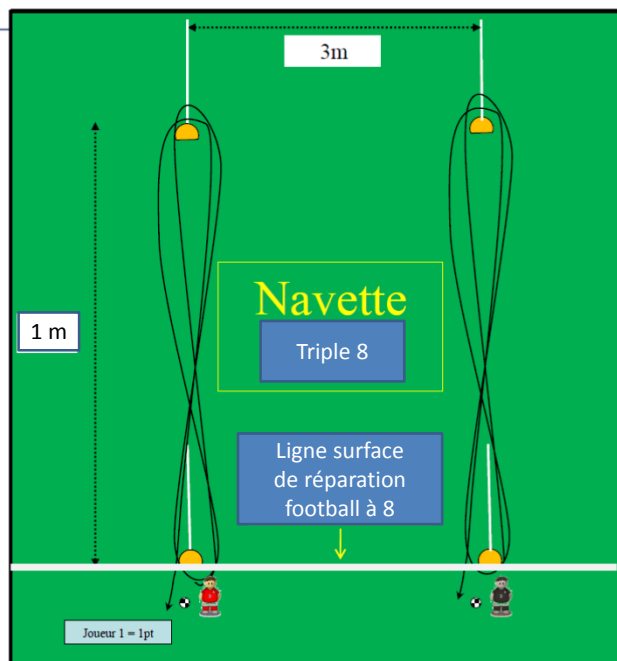 3m
Navette
1 m
Triple 8
Ligne surface
de réparation
football à 8
Joueur 1 = 1pt